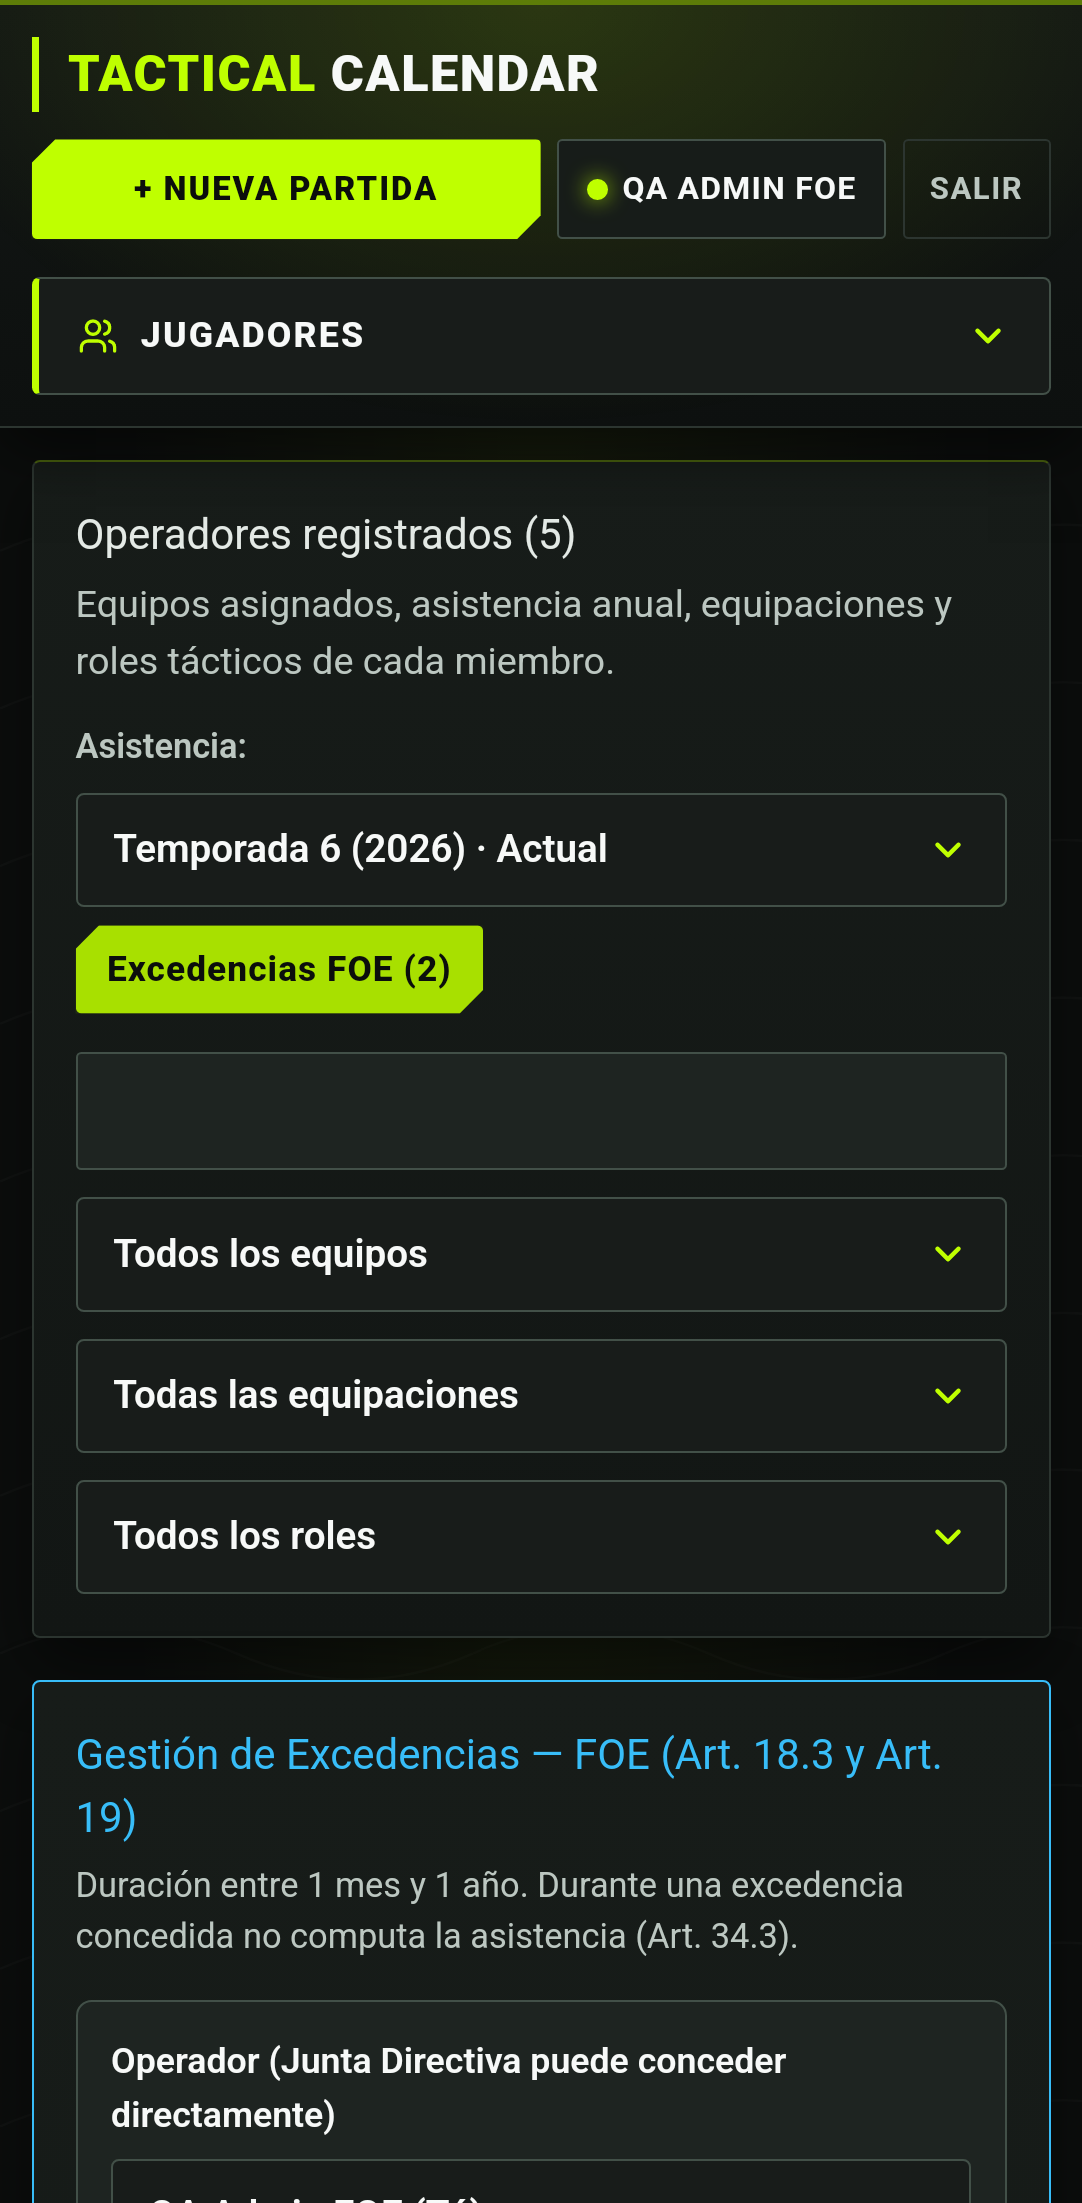 TACTICAL CALENDAR
+ NUEVA PARTIDA
QA ADMIN FOE
SALIR
JUGADORES
Operadores registrados (5)
Equipos asignados, asistencia anual, equipaciones y
roles tácticos de cada miembro.
Asistencia:
Temporada 6 (2026) · Actual
Excedencias FOE (2)
Todos los equipos
Todas las equipaciones
Todos los roles
Gestión de Excedencias — FOE (Art. 18.3 y Art.
19)
Duración entre 1 mes y 1 año. Durante una excedencia
concedida no computa la asistencia (Art. 34.3).
Operador (Junta Directiva puede conceder
directamente)